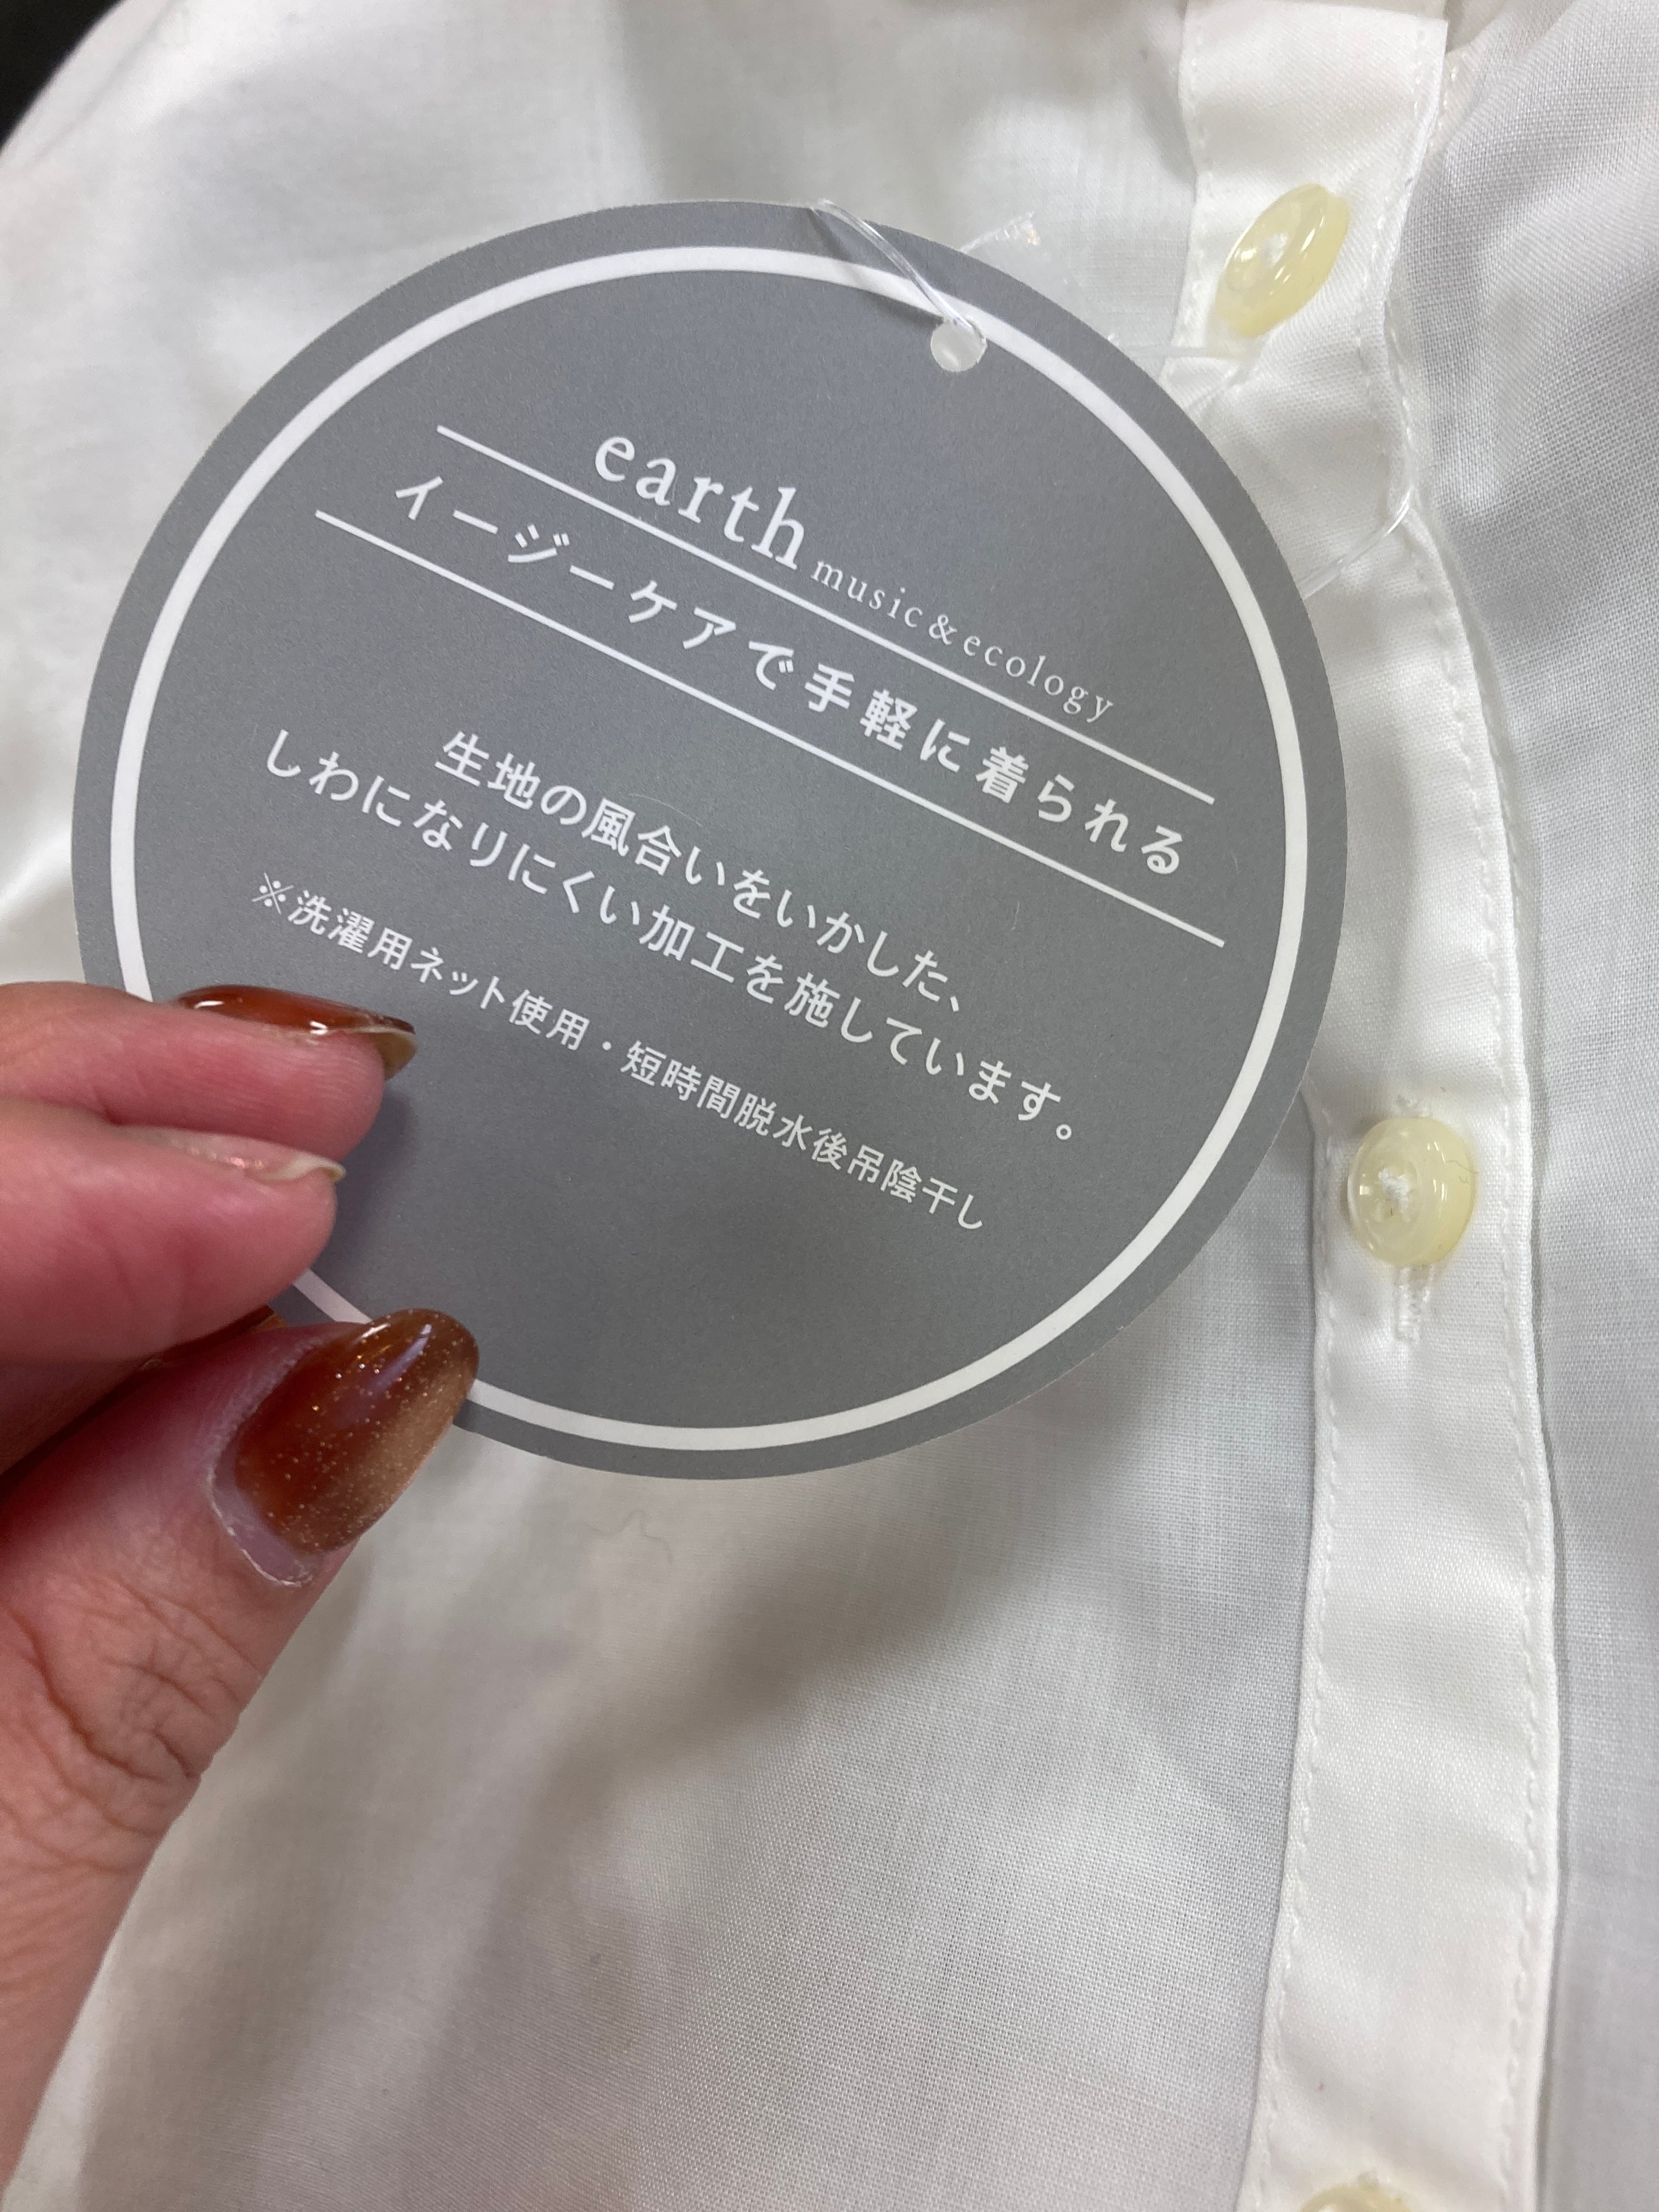 earth music&ecology
イージーケアで手軽に着られる
生地の風合いをいかした、
しわになりにくい加工を施しています。
※洗濯用ネット使用・短時間脱水後吊陰干し